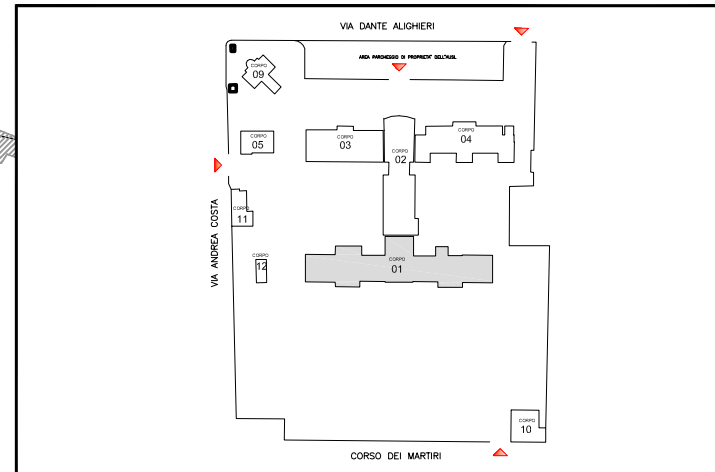 VIA DANTE ALIGHIERI
AREA PARCHEGGIO DI PROPRIETA' DELL'AUSL
CORPO
09
CORPO
05
CORPO
03
CORPO
02
CORPO
04
VIA ANDREA COSTA
CORPO
11
CORPO
12
CORPO
01
CORPO
10
CORSO DEI MARTIRI